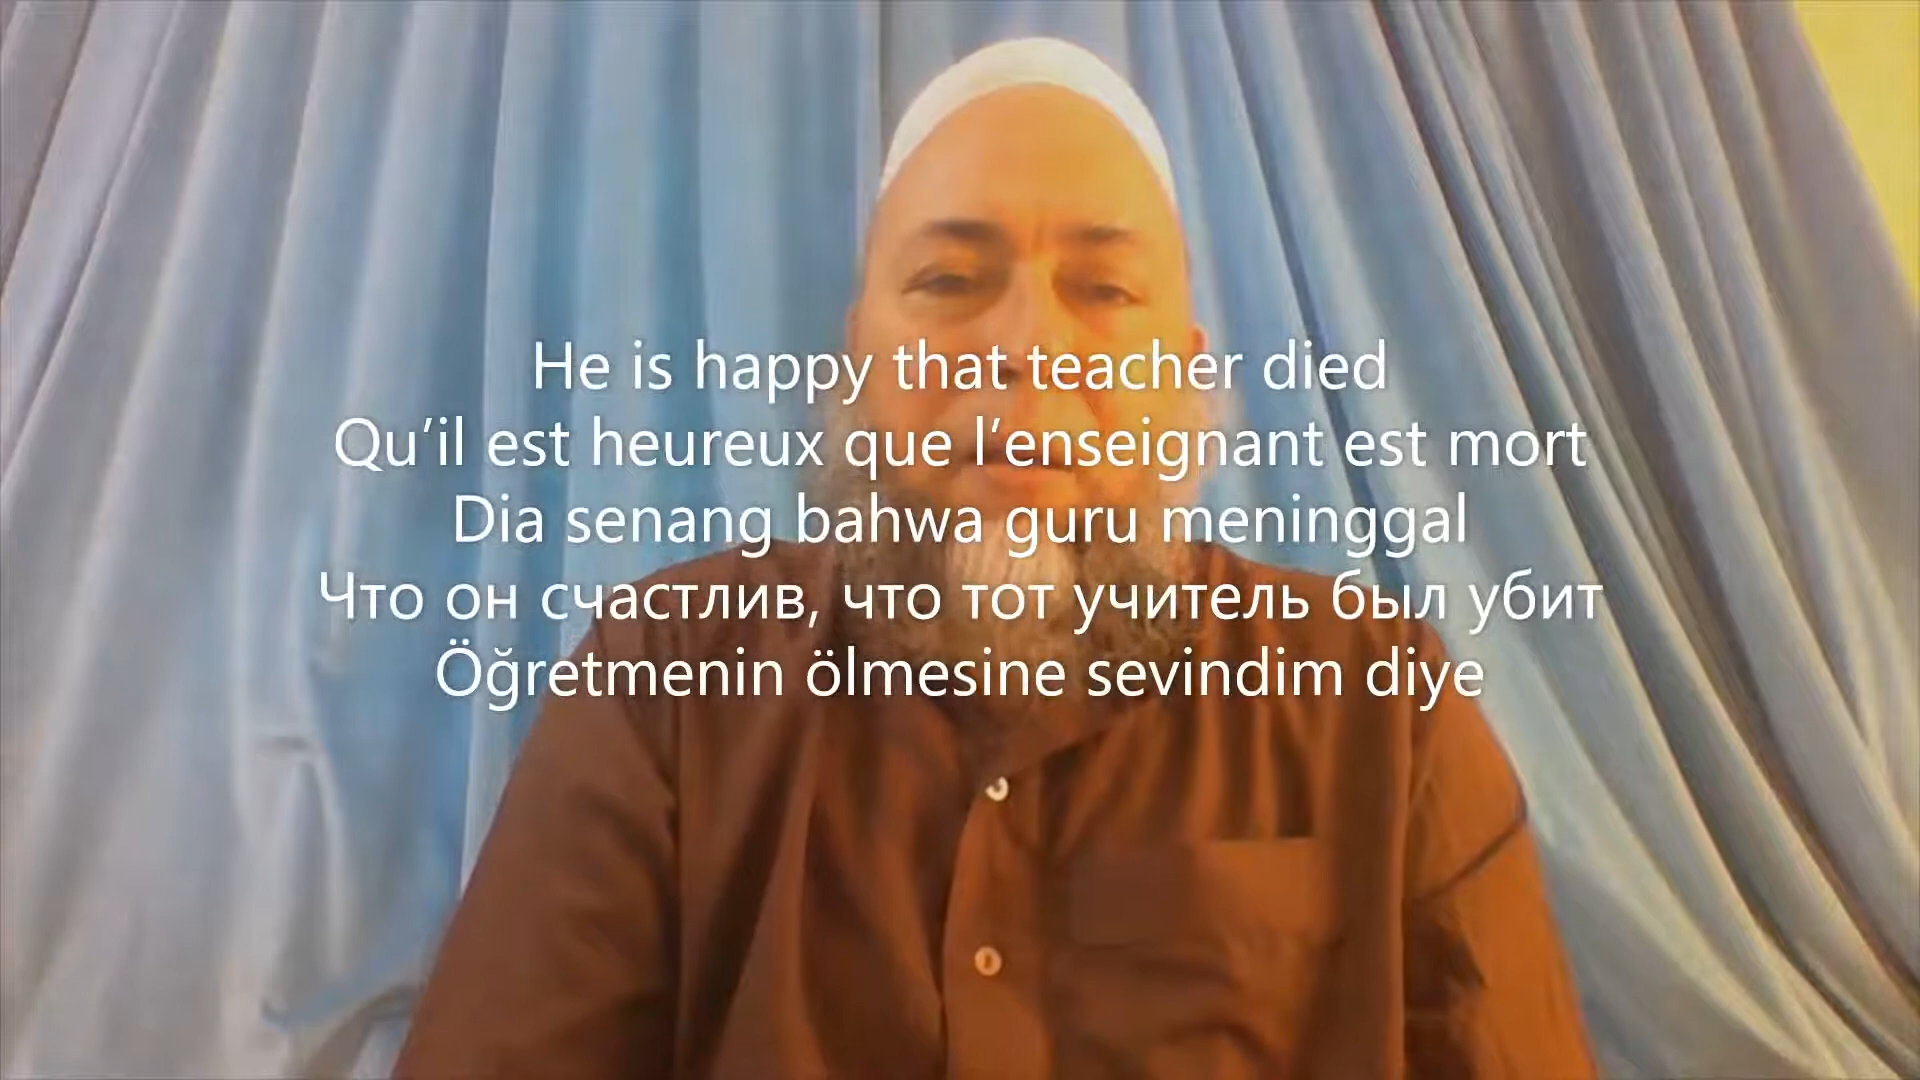 He is happy that teacher died
Qu’il est heureux que l’enseignant est mort
Dia senang bahwa guru meninggal
Что он счастлив, что тот учитель был убит
Öğretmenin ölmesine sevindim diye